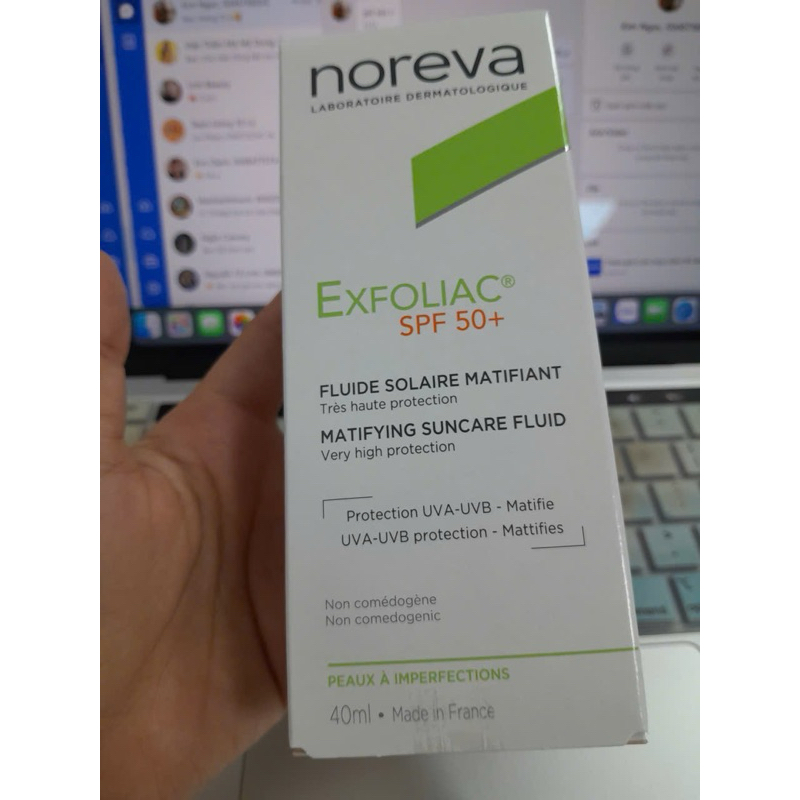 noreva
LABORATOIRE DERMATOLOGIQUE
EXFOLIAC®
SPF 50+
FLUIDE SOLAIRE MATIFIANT
Très haute protection
MATIFYING SUNCARE FLUID
Very high protection
Protection UVA-UVB - Matifie
UVA-UVB protection - Mattifies
Non comédogène
Non comedogenic
PEAUX À IMPERFECTIONS
40ml • Made in France